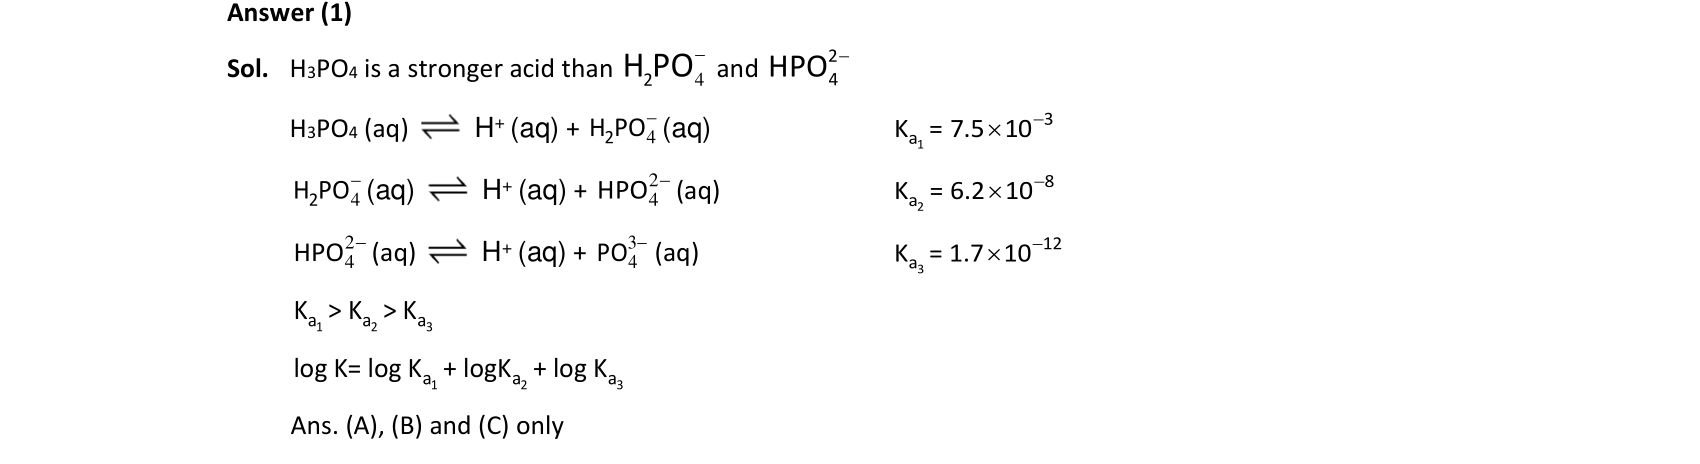 Answer (1)
Sol. H₃PO₄ is a stronger acid than H₂PO₄⁻ and HPO₄²⁻
H₃PO₄ (aq) ⇌ H⁺ (aq) + H₂PO₄⁻ (aq) Kₐ₁ = 7.5×10⁻³
H₂PO₄⁻ (aq) ⇌ H⁺ (aq) + HPO₄²⁻ (aq) Kₐ₂ = 6.2×10⁻⁸
HPO₄²⁻ (aq) ⇌ H⁺ (aq) + PO₄³⁻ (aq) Kₐ₃ = 1.7×10⁻¹²
Kₐ₁ > Kₐ₂ > Kₐ₃
log K= log Kₐ₁ + logKₐ₂ + log Kₐ₃
Ans. (A), (B) and (C) only